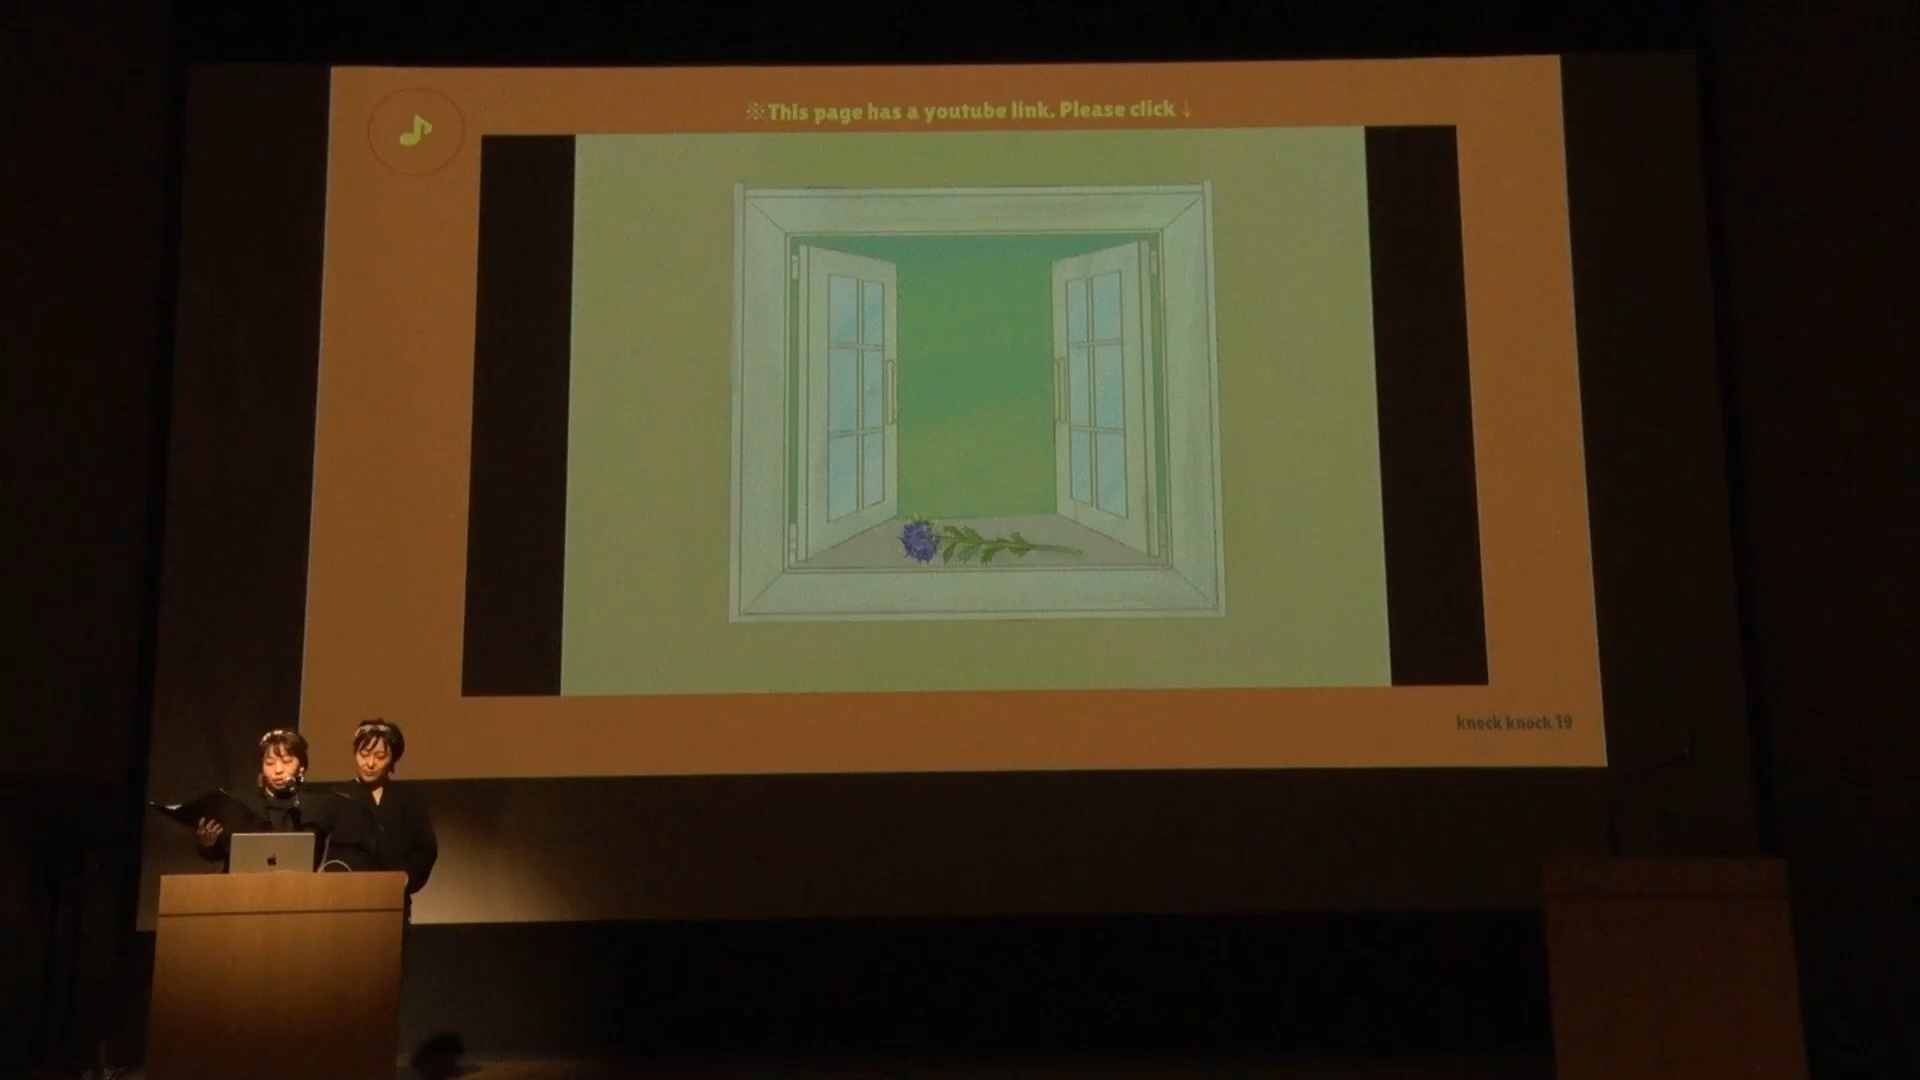 ※This page has a youtube link. Please click ↓
knock knock 19